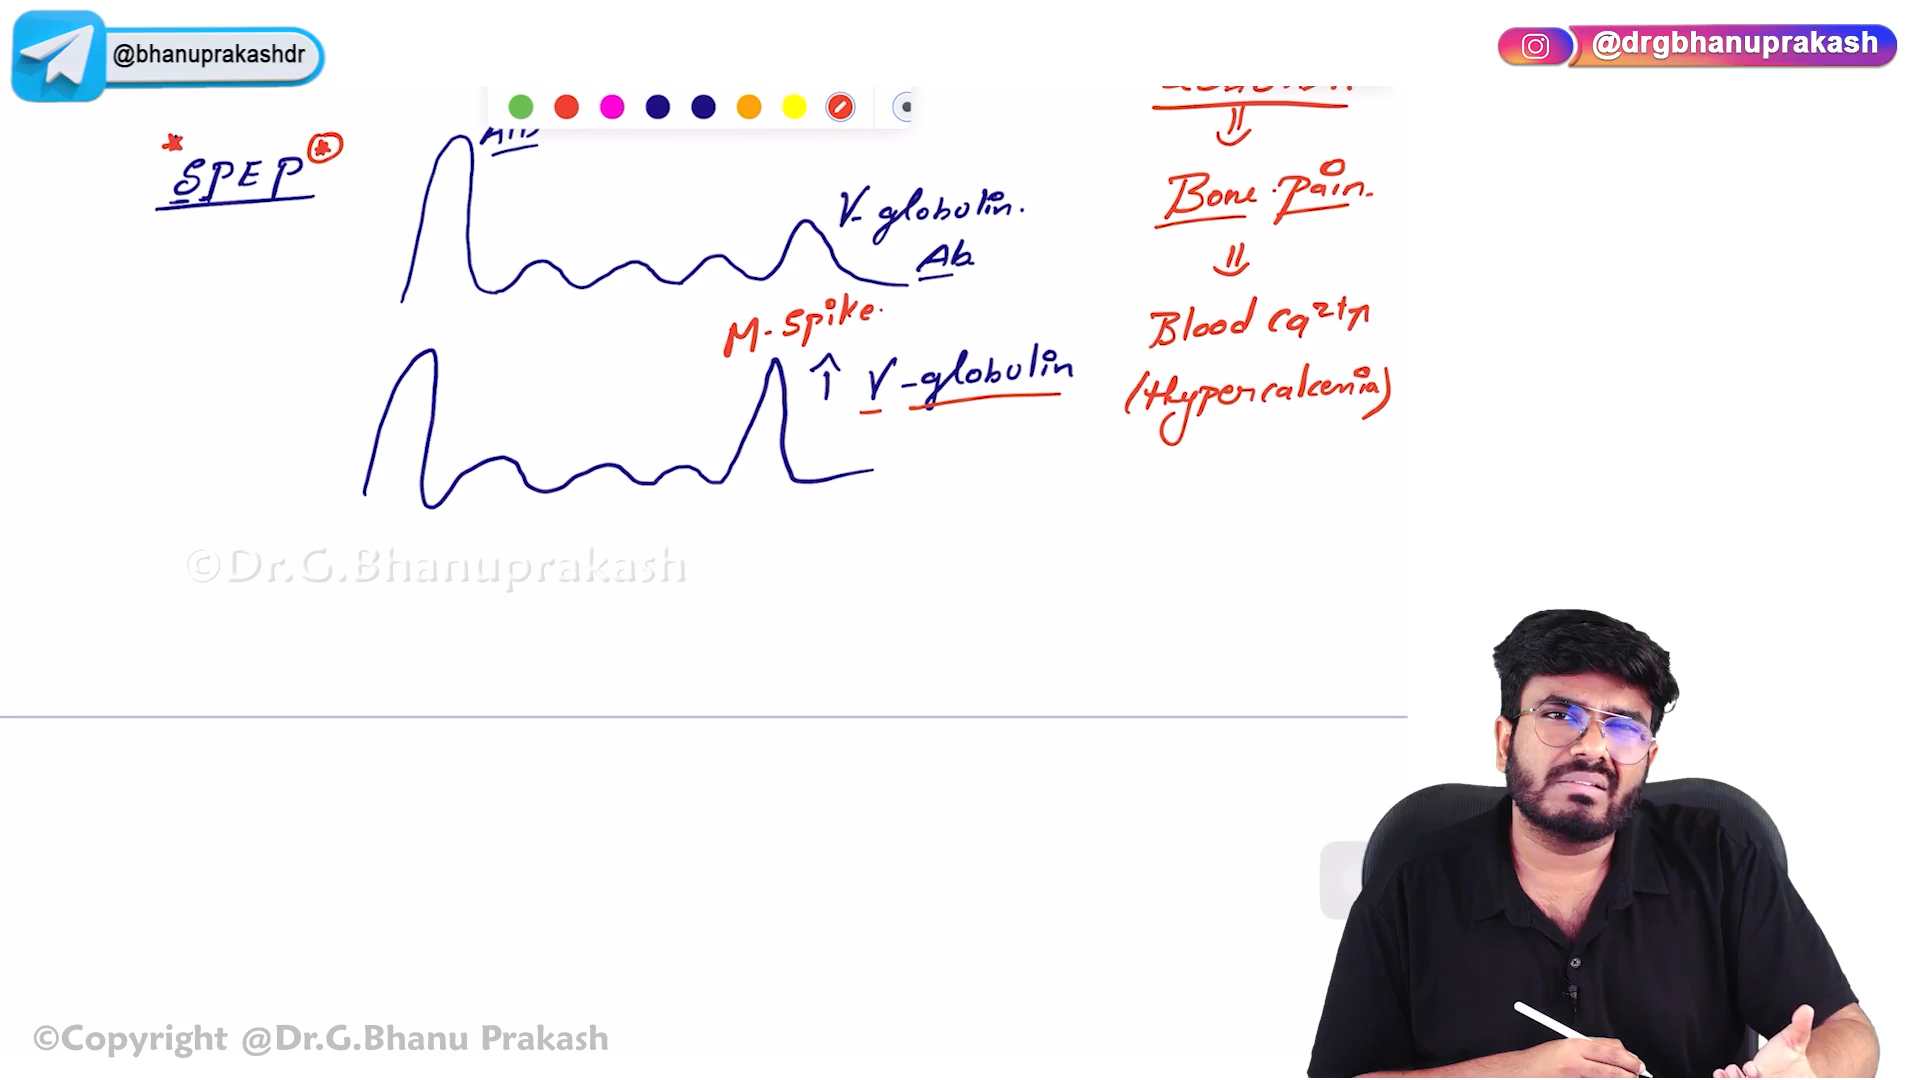 @bhanuprakashdr
@drgbhanuprakash
* SPEP *
γ-globulin.
Ab
M-Spike.
↑ γ-globulin
⇓
Bone pain.
⇓
Blood Ca²⁺↑
(Hypercalcemia)
©Dr.G.Bhanuprakash
©Copyright @Dr.G.Bhanu Prakash